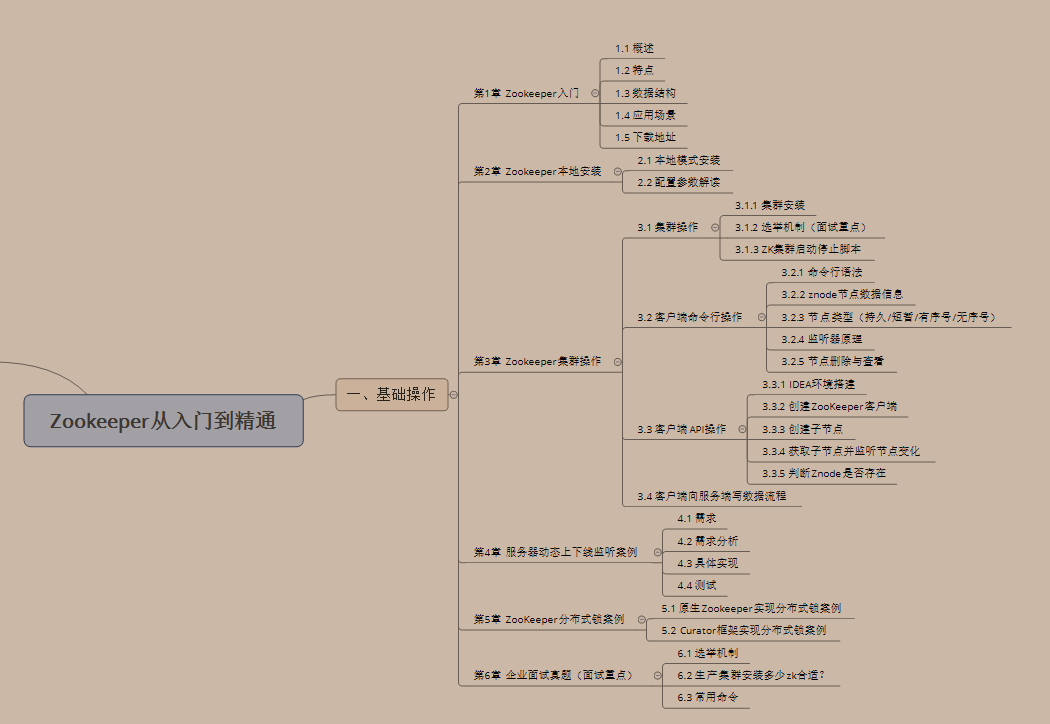 Zookeeper从入门到精通
一、基础操作
第1章 Zookeeper入门
1.1 概述
1.2 特点
1.3 数据结构
1.4 应用场景
1.5 下载地址
第2章 Zookeeper本地安装
2.1 本地模式安装
2.2 配置参数解读
第3章 Zookeeper集群操作
3.1 集群操作
3.1.1 集群安装
3.1.2 选举机制（面试重点）
3.1.3 ZK集群启动停止脚本
3.2 客户端命令行操作
3.2.1 命令行语法
3.2.2 znode节点数据信息
3.2.3 节点类型（持久/短暂/有序号/无序号）
3.2.4 监听器原理
3.2.5 节点删除与查看
3.3 客户端 API操作
3.3.1 IDEA环境搭建
3.3.2 创建ZooKeeper客户端
3.3.3 创建子节点
3.3.4 获取子节点并监听节点变化
3.3.5 判断Znode是否存在
3.4 客户端向服务端写数据流程
第4章 服务器动态上下线监听案例
4.1 需求
4.2 需求分析
4.3 具体实现
4.4 测试
第5章 ZooKeeper分布式锁案例
5.1 原生Zookeeper实现分布式锁案例
5.2 Curator框架实现分布式锁案例
第6章 企业面试真题（面试重点）
6.1 选举机制
6.2 生产集群安装多少zk合适？
6.3 常用命令